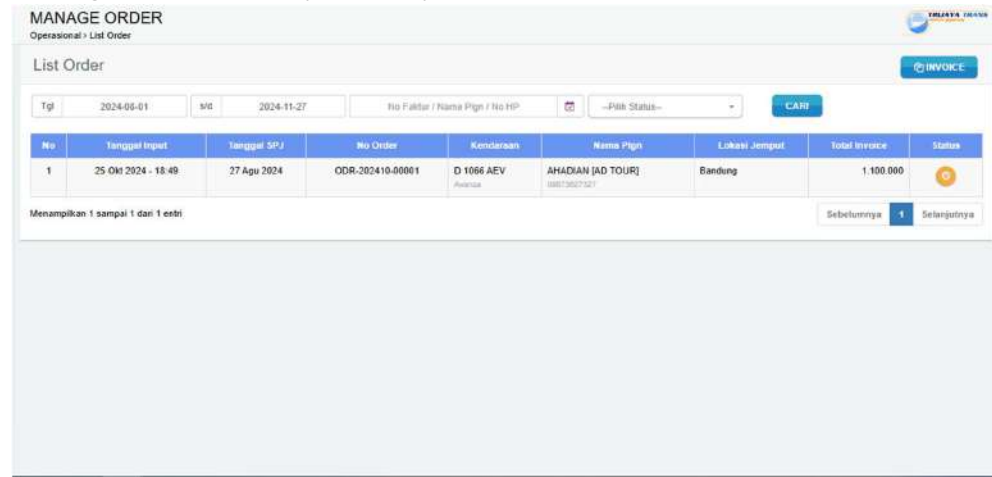 MANAGE ORDER
Operasional > List Order
TRIJAYA TRANS
List Order
INVOICE
Tgl 2024-06-01 s/d 2024-11-27 No Faktur / Nama Plgn / No HP --Pilih Status-- CARI
No Tanggal Input Tanggal SPJ No Order Kendaraan Nama Plgn Lokasi Jemput Total Invoice Status
1 25 Okt 2024 - 18:49 27 Agu 2024 ODR-202410-00001 D 1066 AEV AHADIAN [AD TOUR] Bandung 1.100.000
Avanza
Menampilkan 1 sampai 1 dari 1 entri
Sebelumnya 1 Selanjutnya